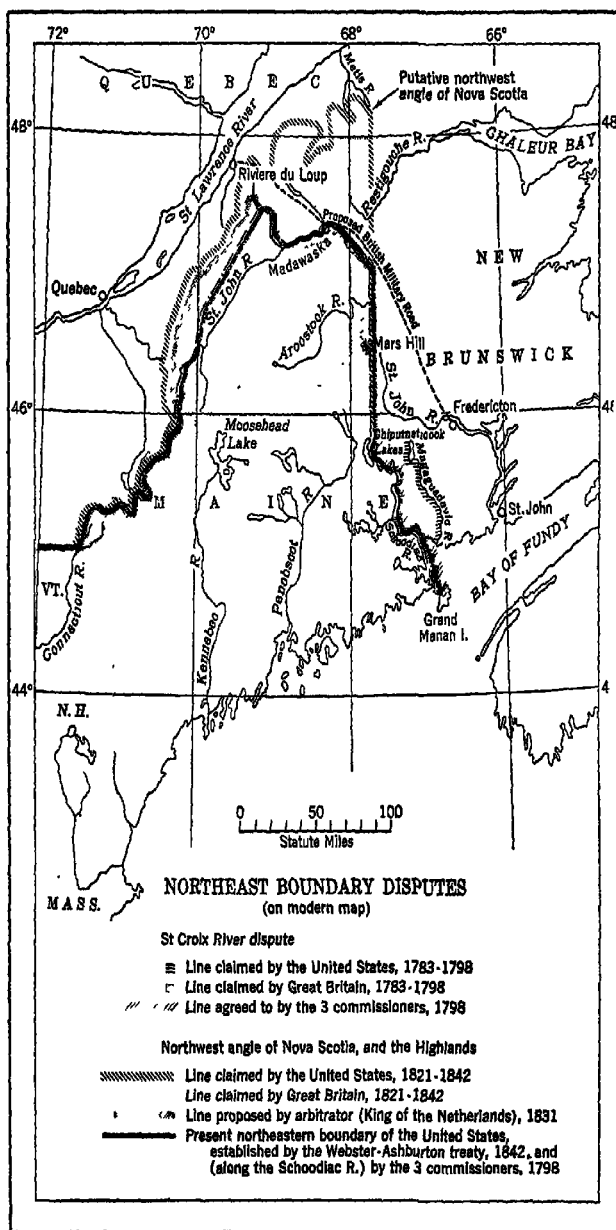 72° 70° 68° 66°
Q U E B E C
Metis R.
Putative northwest
angle of Nova Scotia
48° 48
St Lawrence River
Restigouche R.
CHALEUR BAY
Riviere du Loup
Proposed British Military Road
NEW
Madawaska
Quebec
St. John R.
Aroostook R.
Mars Hill
BRUNSWICK
St. John R.
46° 46
Fredericton
Moosehead
Lake
Chiputnaticook
Lakes
Magaguadavic R.
M A I N E
St. John
Schoodiac R.
BAY OF FUNDY
VT.
Connecticut R.
Kennebec R.
Penobscot R.
Grand
Manan I.
44° 4
N.H.
0 50 100
Statute Miles
MASS.
NORTHEAST BOUNDARY DISPUTES
(on modern map)
St Croix River dispute
Line claimed by the United States, 1783-1798
Line claimed by Great Britain, 1783-1798
Line agreed to by the 3 commissioners, 1798
Northwest angle of Nova Scotia, and the Highlands
Line claimed by the United States, 1821-1842
Line claimed by Great Britain, 1821-1842
Line proposed by arbitrator (King of the Netherlands), 1831
Present northeastern boundary of the United States,
established by the Webster-Ashburton treaty, 1842, and
(along the Schoodiac R.) by the 3 commissioners, 1798